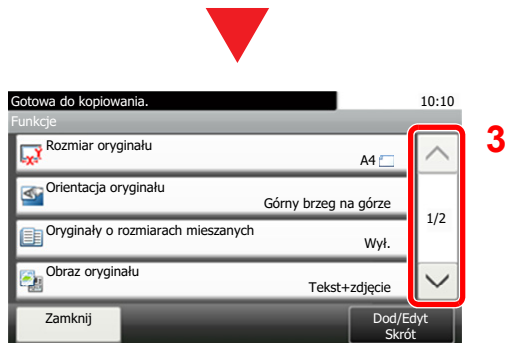 Gotowa do kopiowania.
10:10
Funkcje
Rozmiar oryginału
A4
3
Orientacja oryginału
Górny brzeg na górze
1/2
Oryginały o rozmiarach mieszanych
Wył.
Obraz oryginału
Tekst+zdjęcie
Zamknij
Dod/Edyt
Skrót